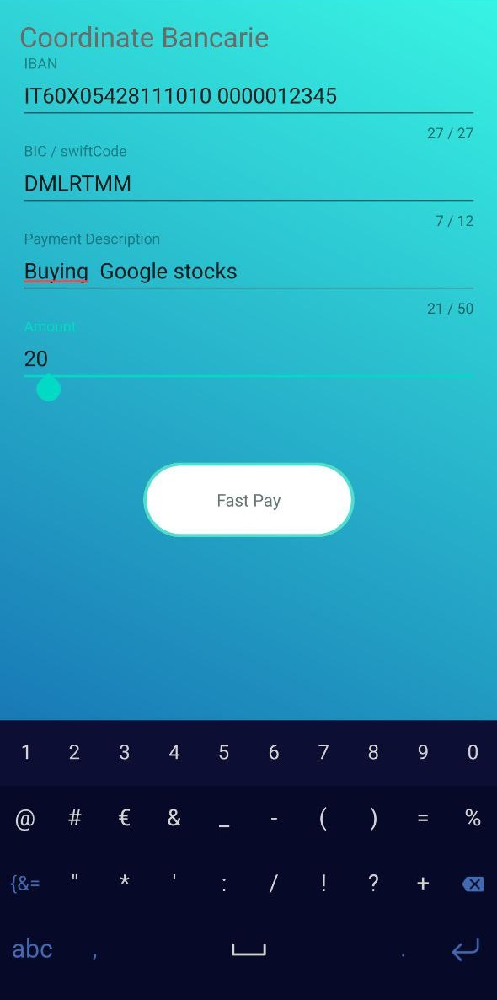 Coordinate Bancarie
IBAN
IT60X05428111010 0000012345
27 / 27
BIC / swiftCode
DMLRTMM
7 / 12
Payment Description
Buying  Google stocks
21 / 50
Amount
20
Fast Pay
1 2 3 4 5 6 7 8 9 0
@ # € & _ - ( ) = %
{&= " * ' : / ! ? +
abc , .